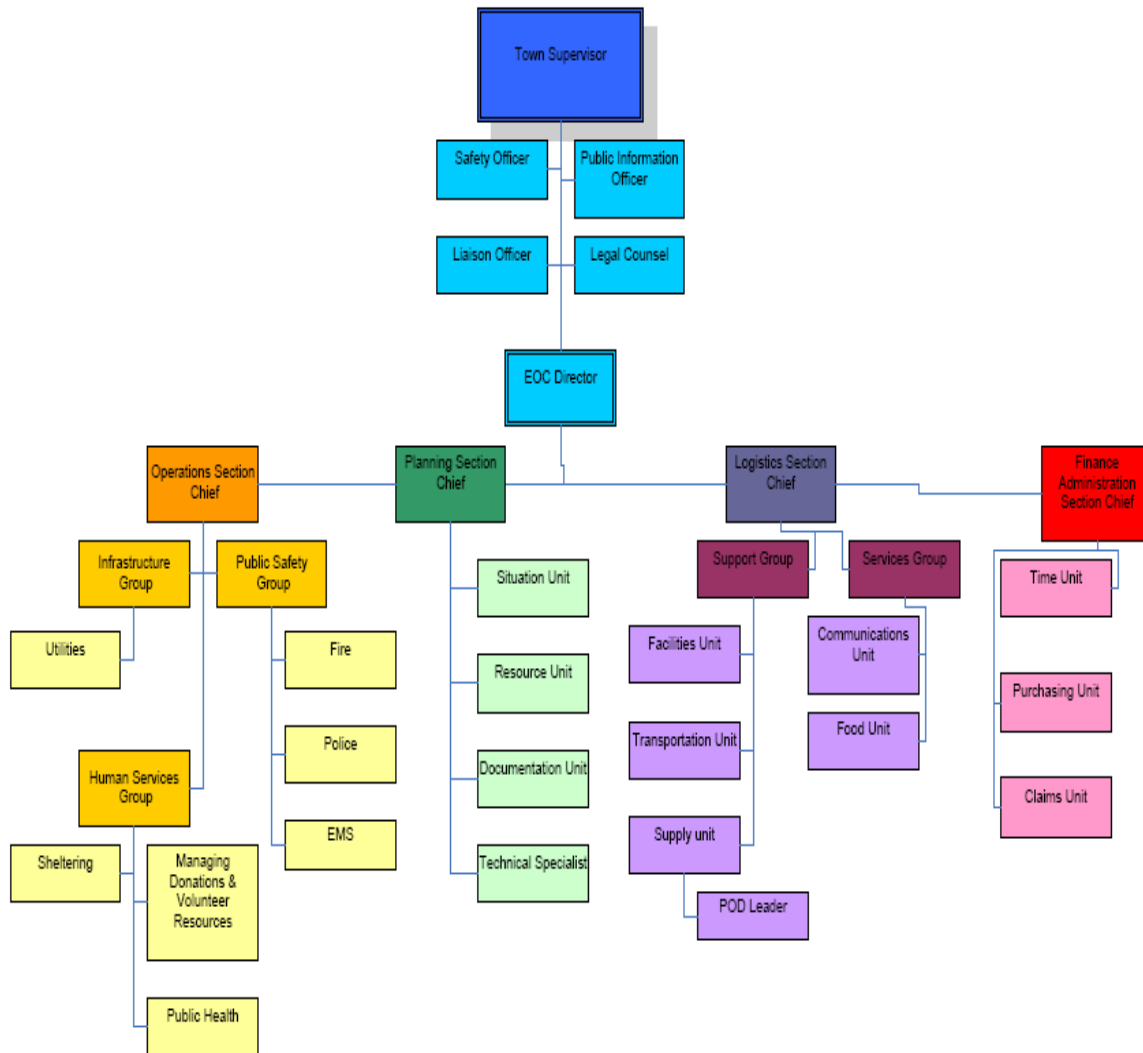 Town Supervisor
Safety Officer
Public Information
Officer
Liaison Officer
Legal Counsel
EOC Director
Operations Section
Chief
Planning Section
Chief
Logistics Section
Chief
Finance
Administration
Section Chief
Infrastructure
Group
Public Safety
Group
Support Group
Services Group
Situation Unit
Time Unit
Utilities
Fire
Facilities Unit
Communications
Unit
Resource Unit
Purchasing Unit
Police
Transportation Unit
Food Unit
Human Services
Group
Documentation Unit
Claims Unit
EMS
Supply unit
Sheltering
Managing
Donations &
Volunteer
Resources
Technical Specialist
POD Leader
Public Health